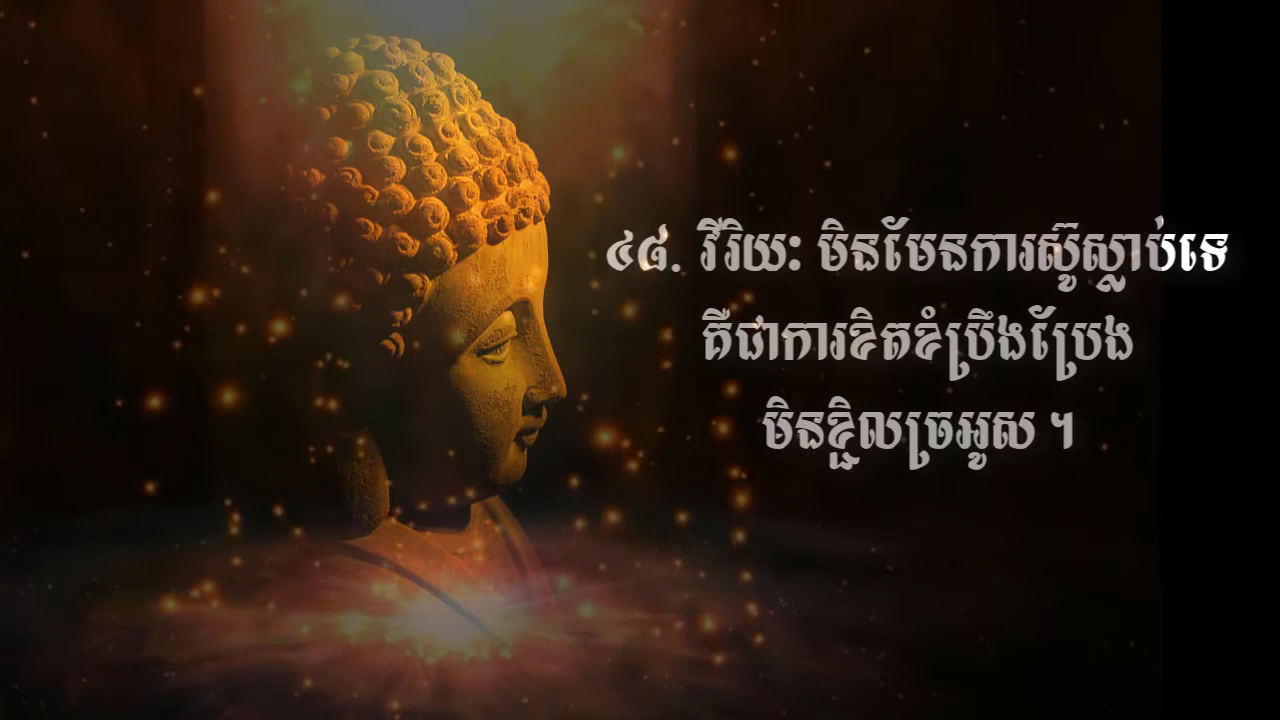 ៤៨. វីរិយៈ មិនមែនការស៊ូស្លាប់ទេ
គឺជាការខិតខំប្រឹងប្រែង
មិនខ្ជិលច្រអូស ។